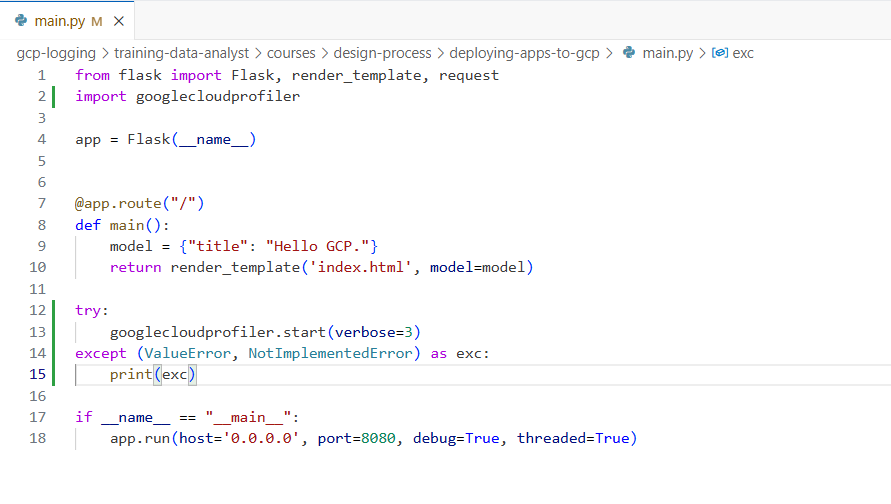 main.py M ×
gcp-logging > training-data-analyst > courses > design-process > deploying-apps-to-gcp > main.py > exc
1 from flask import Flask, render_template, request
2 import googlecloudprofiler
3
4 app = Flask(__name__)
5
6
7 @app.route("/")
8 def main():
9     model = {"title": "Hello GCP."}
10     return render_template('index.html', model=model)
11
12 try:
13     googlecloudprofiler.start(verbose=3)
14 except (ValueError, NotImplementedError) as exc:
15     print(exc)
16
17 if __name__ == "__main__":
18     app.run(host='0.0.0.0', port=8080, debug=True, threaded=True)